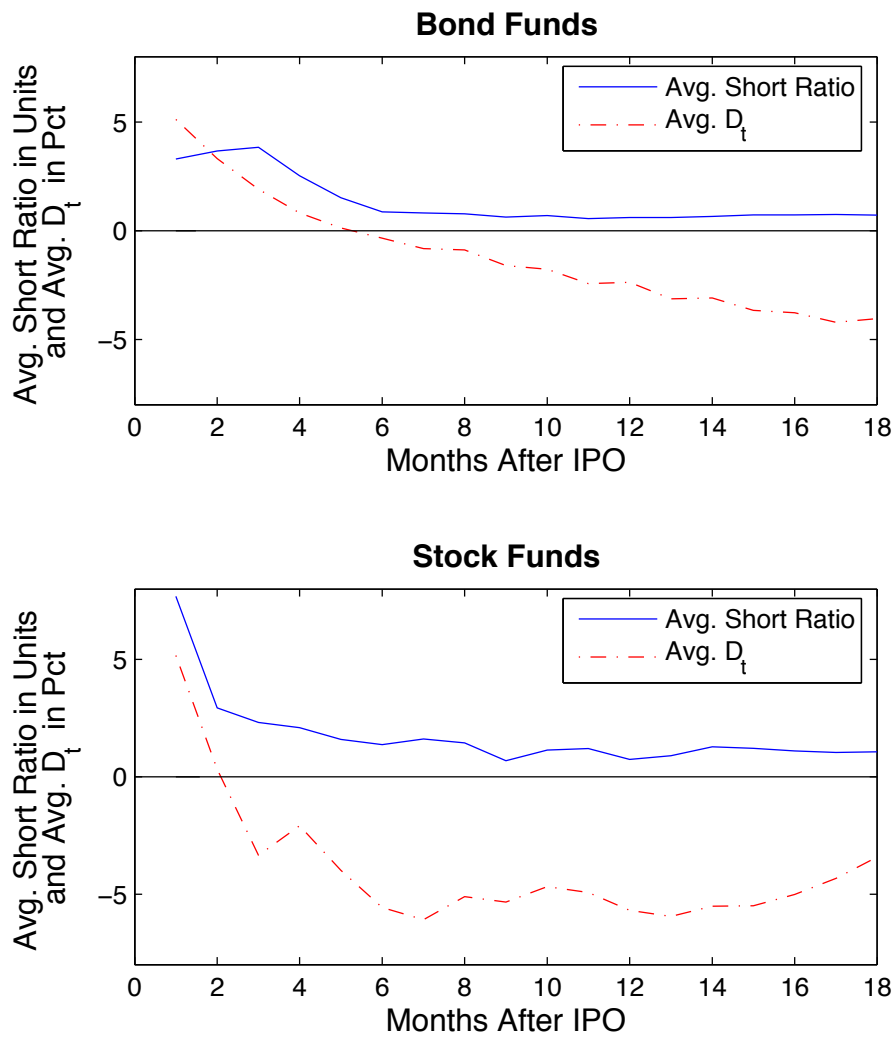 Bond Funds
Avg. Short Ratio in Units
and Avg. D_t in Pct
5
0
−5
Avg. Short Ratio
Avg. D_t
0 2 4 6 8 10 12 14 16 18
Months After IPO
Stock Funds
Avg. Short Ratio in Units
and Avg. D_t in Pct
5
0
−5
Avg. Short Ratio
Avg. D_t
0 2 4 6 8 10 12 14 16 18
Months After IPO